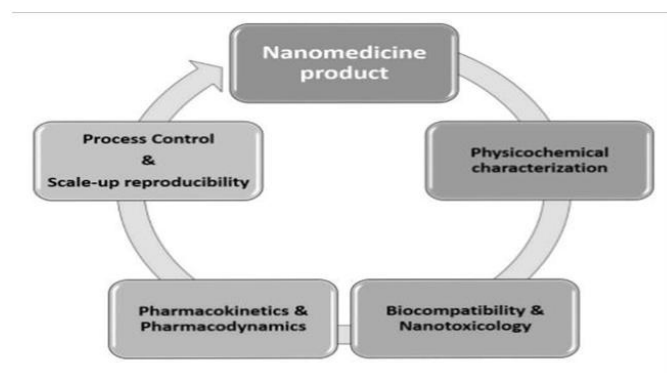 Nanomedicine
product
Physicochemical
characterization
Biocompatibility &
Nanotoxicology
Pharmacokinetics &
Pharmacodynamics
Process Control
&
Scale-up reproducibility